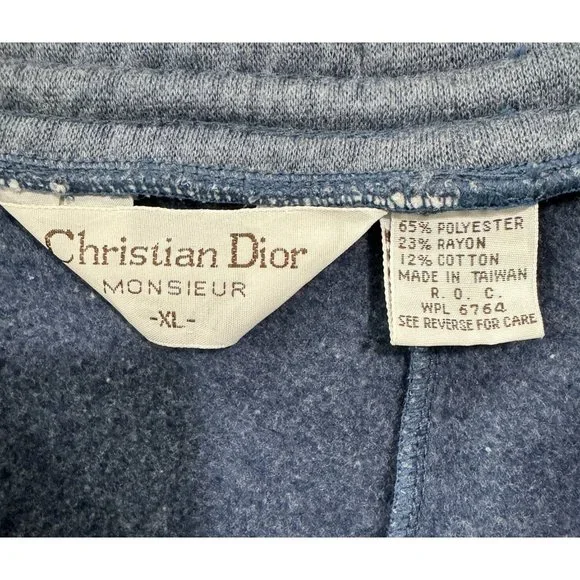 Christian Dior
MONSIEUR
-XL-
65% POLYESTER
23% RAYON
12% COTTON
MADE IN TAIWAN
R. O. C.
WPL 6764
SEE REVERSE FOR CARE